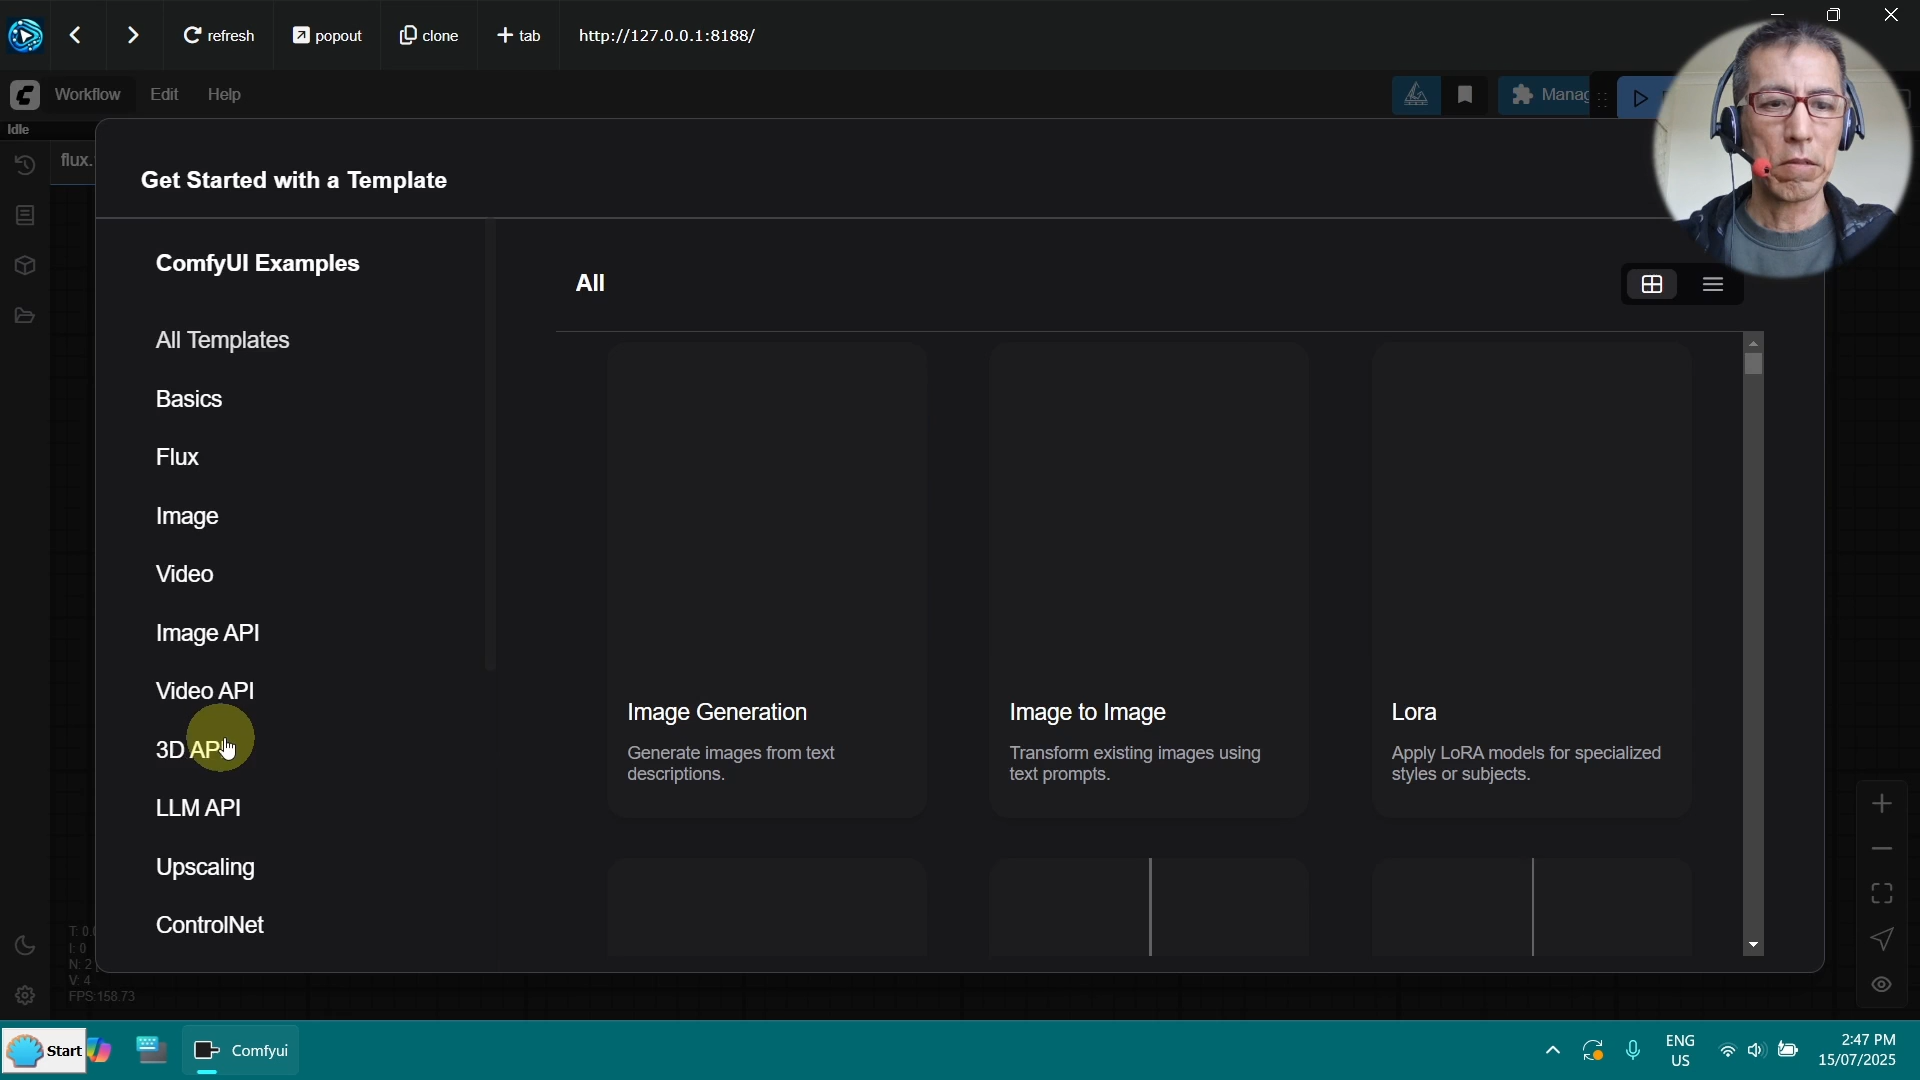 refresh
popout
clone
tab
http://127.0.0.1:8188/
Workflow
Edit
Help
Idle
flux.
Get Started with a Template
ComfyUI Examples
All Templates
Basics
Flux
Image
Video
Image API
Video API
3D API
LLM API
Upscaling
ControlNet
All
Image Generation
Generate images from text
descriptions.
Image to Image
Transform existing images using
text prompts.
Lora
Apply LoRA models for specialized
styles or subjects.
I: 0
V: 4
FPS:158.73
Start
Comfyui
ENG
US
2:47 PM
15/07/2025